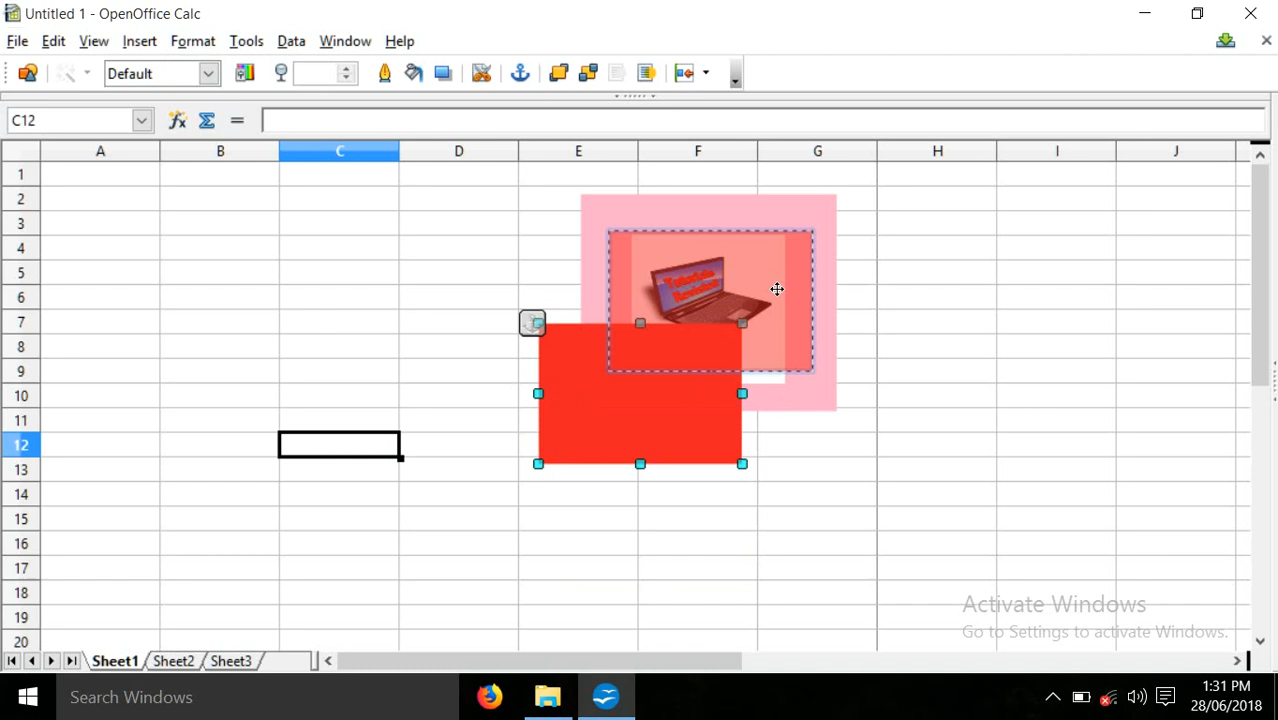 Untitled 1 - OpenOffice Calc
File Edit View Insert Format Tools Data Window Help
Default
C12
A B C D E F G H I J
1
2
3
4
5
6
7
8
9
10
11
12
13
14
15
16
17
18
19
20
Tutorials
Revision
Activate Windows
Go to Settings to activate Windows.
Sheet1 Sheet2 Sheet3
Search Windows
1:31 PM
28/06/2018